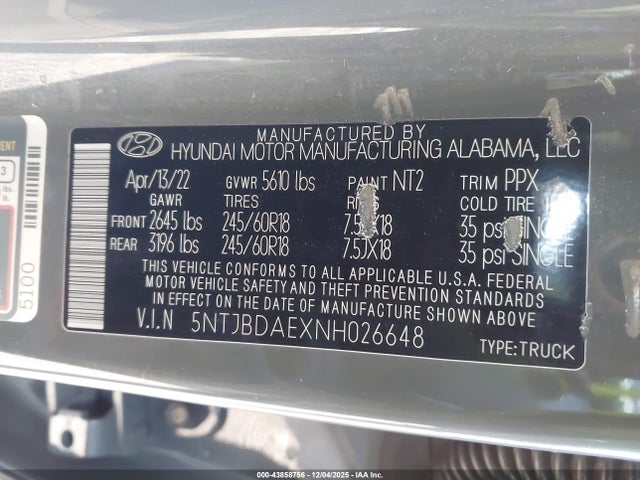 MANUFACTURED BY
HYUNDAI MOTOR MANUFACTURING ALABAMA, LLC
Apr/13/22 GVWR 5610 lbs PAINT NT2 TRIM PPX
GAWR TIRES COLD TIRE
FRONT 2645 lbs 245/60R18 35 psi SINGLE
REAR 3196 lbs 245/60R18 7.5JX18 35 psi SINGLE
THIS VEHICLE CONFORMS TO ALL APPLICABLE U.S.A. FEDERAL
MOTOR VEHICLE SAFETY AND THEFT PREVENTION STANDARDS
IN EFFECT ON THE DATE OF MANUFACTURE SHOWN ABOVE
V.I.N 5NTJBDAEXNH026648 TYPE:TRUCK
5100
000-43858756 - 12/04/2025 - IAA Inc.